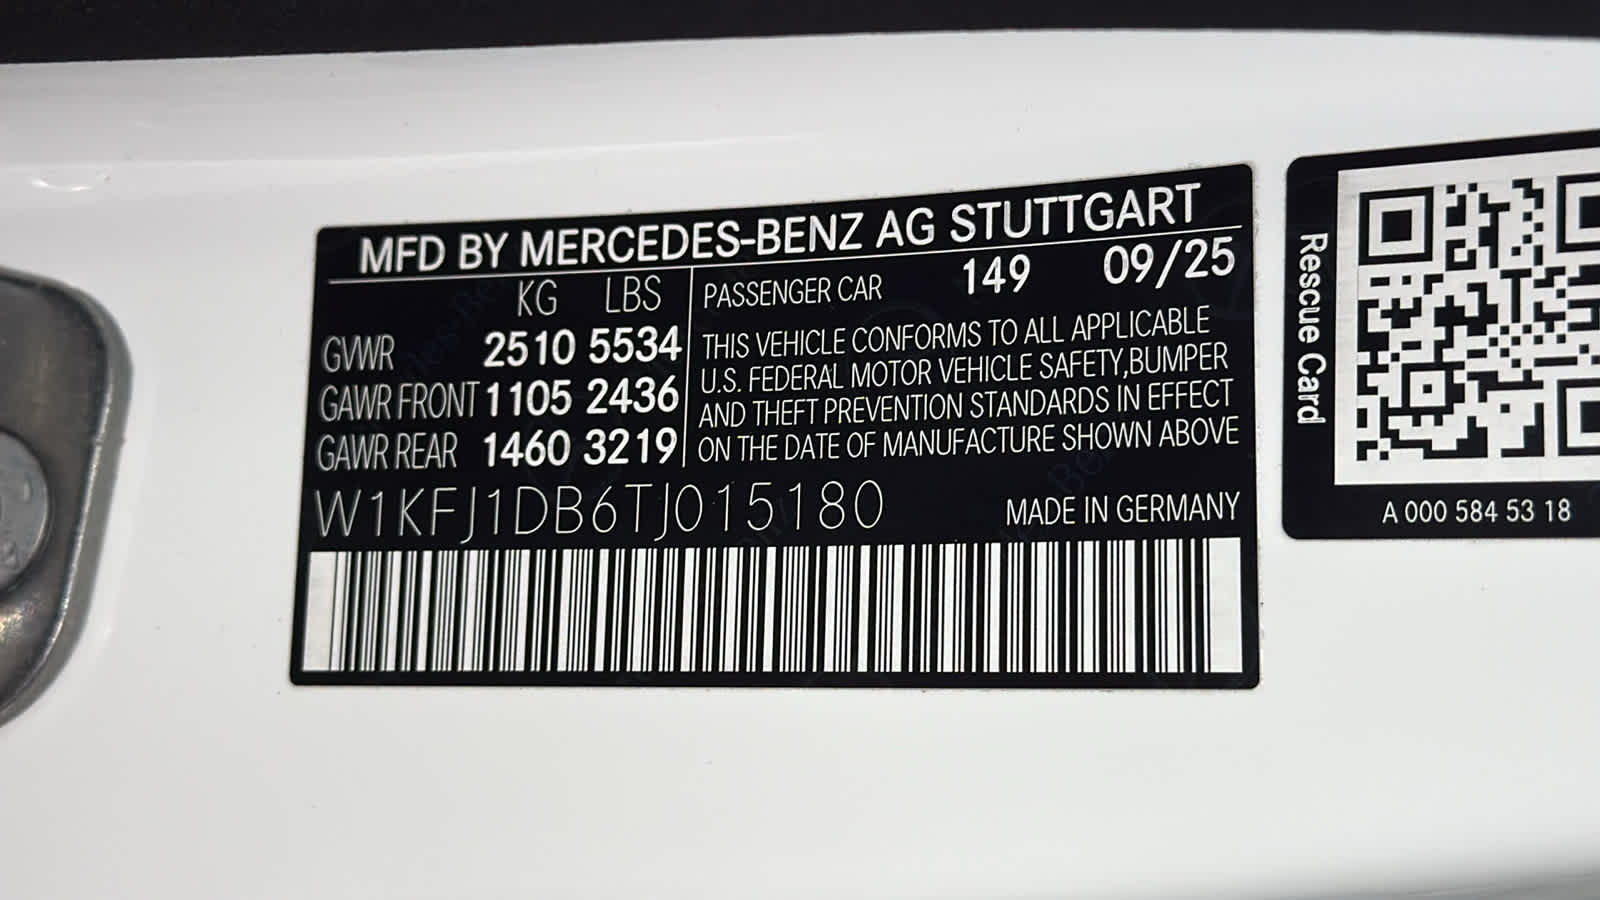 MFD BY MERCEDES-BENZ AG STUTTGART
KG LBS
GVWR 2510 5534
GAWR FRONT 1105 2436
GAWR REAR 1460 3219
PASSENGER CAR 149 09/25
THIS VEHICLE CONFORMS TO ALL APPLICABLE
U.S. FEDERAL MOTOR VEHICLE SAFETY,BUMPER
AND THEFT PREVENTION STANDARDS IN EFFECT
ON THE DATE OF MANUFACTURE SHOWN ABOVE
W1KFJ1DB6TJ015180
MADE IN GERMANY
Rescue Card
A 000 584 53 18